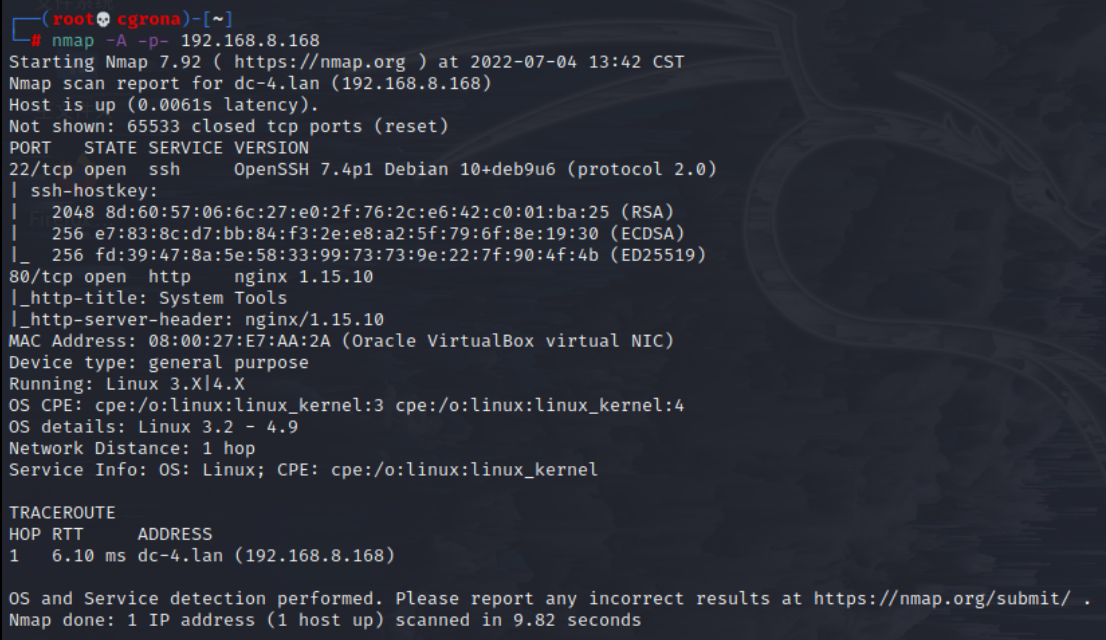 ┌──(root💀cgrona)-[~]
└─# nmap -A -p- 192.168.8.168
Starting Nmap 7.92 ( https://nmap.org ) at 2022-07-04 13:42 CST
Nmap scan report for dc-4.lan (192.168.8.168)
Host is up (0.0061s latency).
Not shown: 65533 closed tcp ports (reset)
PORT   STATE SERVICE VERSION
22/tcp open  ssh     OpenSSH 7.4p1 Debian 10+deb9u6 (protocol 2.0)
| ssh-hostkey:
|   2048 8d:60:57:06:6c:27:e0:2f:76:2c:e6:42:c0:01:ba:25 (RSA)
|   256 e7:83:8c:d7:bb:84:f3:2e:e8:a2:5f:79:6f:8e:19:30 (ECDSA)
|_  256 fd:39:47:8a:5e:58:33:99:73:73:9e:22:7f:90:4f:4b (ED25519)
80/tcp open  http    nginx 1.15.10
|_http-title: System Tools
|_http-server-header: nginx/1.15.10
MAC Address: 08:00:27:E7:AA:2A (Oracle VirtualBox virtual NIC)
Device type: general purpose
Running: Linux 3.X|4.X
OS CPE: cpe:/o:linux:linux_kernel:3 cpe:/o:linux:linux_kernel:4
OS details: Linux 3.2 - 4.9
Network Distance: 1 hop
Service Info: OS: Linux; CPE: cpe:/o:linux:linux_kernel

TRACEROUTE
HOP RTT     ADDRESS
1   6.10 ms dc-4.lan (192.168.8.168)

OS and Service detection performed. Please report any incorrect results at https://nmap.org/submit/ .
Nmap done: 1 IP address (1 host up) scanned in 9.82 seconds